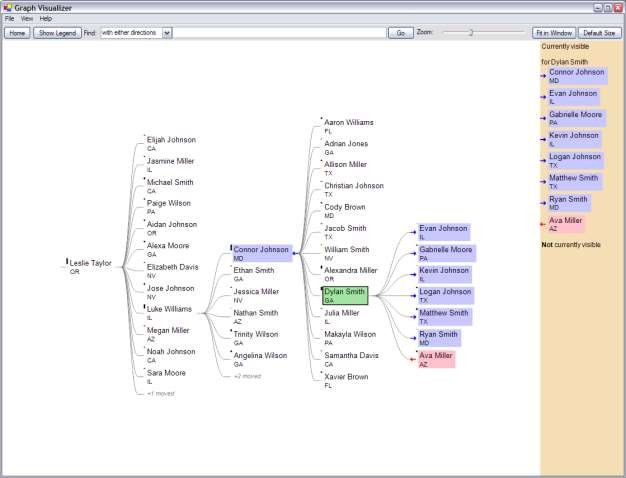 Graph Visualizer
File View Help
Home Show Legend Find: with either directions Go Zoom: Fit in Window Default Size
Leslie Taylor
OR
Elijah Johnson
CA
Jasmine Miller
IL
Michael Smith
CA
Paige Wilson
PA
Aidan Johnson
OR
Alexa Moore
GA
Elizabeth Davis
NV
Jose Johnson
NV
Luke Williams
IL
Megan Miller
AZ
Noah Johnson
CA
Sara Moore
IL
+1 moved
Connor Johnson
MD
Ethan Smith
GA
Jessica Miller
NV
Nathan Smith
AZ
Trinity Wilson
GA
Angelina Wilson
GA
+2 moved
Aaron Williams
FL
Adrian Jones
GA
Allison Miller
TX
Christian Johnson
TX
Cody Brown
MD
Jacob Smith
TX
William Smith
NV
Alexandra Miller
OR
Dylan Smith
GA
Julia Miller
IL
Makayla Wilson
PA
Samantha Davis
CA
Xavier Brown
FL
Evan Johnson
IL
Gabrielle Moore
PA
Kevin Johnson
IL
Logan Johnson
TX
Matthew Smith
TX
Ryan Smith
MD
Ava Miller
AZ
Currently visible
for Dylan Smith
Connor Johnson
MD
Evan Johnson
IL
Gabrielle Moore
PA
Kevin Johnson
IL
Logan Johnson
TX
Matthew Smith
TX
Ryan Smith
MD
Ava Miller
AZ
Not currently visible